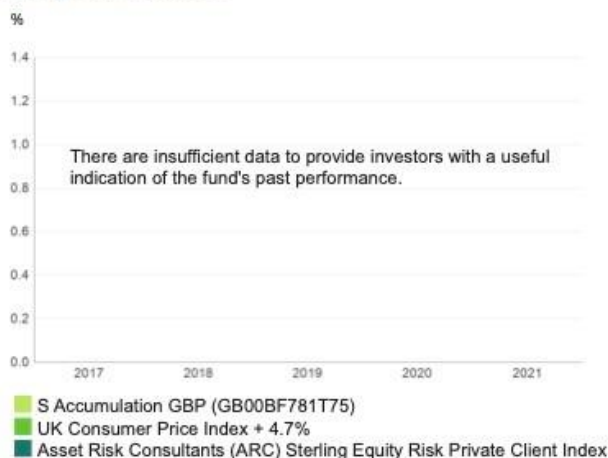 %
1.4
1.2
1.0
There are insufficient data to provide investors with a useful
indication of the fund's past performance.
0.8
0.6
0.4
0.2
0.0
2017 2018 2019 2020 2021
S Accumulation GBP (GB00BF781T75)
UK Consumer Price Index + 4.7%
Asset Risk Consultants (ARC) Sterling Equity Risk Private Client Index